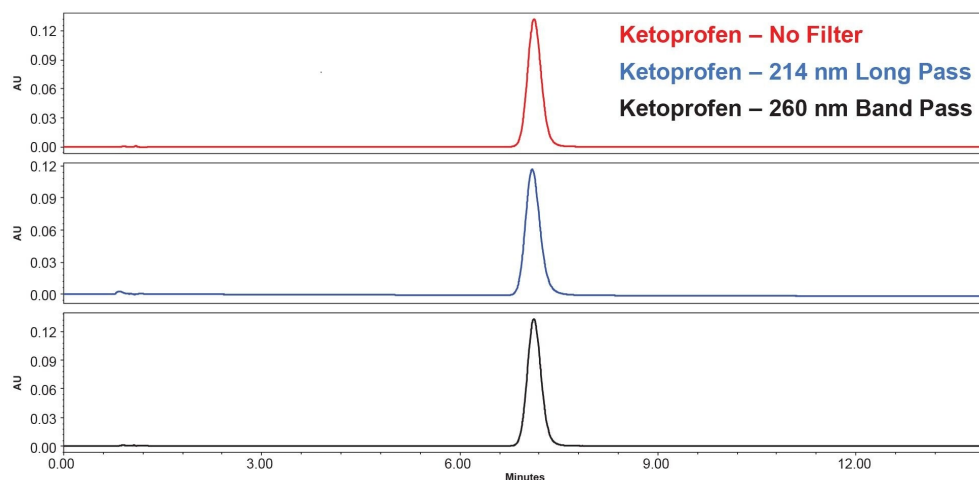 0.12
0.09
0.06
0.03
0.00
AU
Ketoprofen – No Filter
Ketoprofen – 214 nm Long Pass
Ketoprofen – 260 nm Band Pass
0.12
0.09
0.06
0.03
0.00
AU
0.12
0.09
0.06
0.03
0.00
AU
0.00 3.00 6.00 9.00 12.00
Minutes